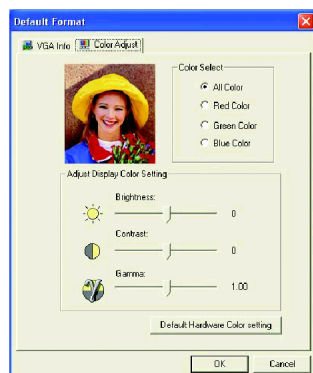 Default Format
VGA Info Color Adjust
Color Select
All Color
Red Color
Green Color
Blue Color
Adjust Display Color Setting
Brightness:
0
Contrast:
0
Gamma:
1.00
Default Hardware Color setting
OK Cancel